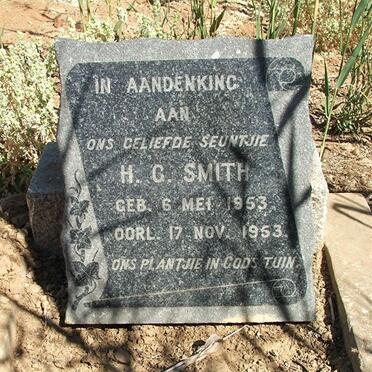 IN AANDENKING
AAN
ONS GELIEFDE SEUNTJIE
H. G. SMITH
GEB. 6 MEI 1953.
OORL. 17 NOV. 1953.
ONS PLANTJIE IN GODS TUIN.